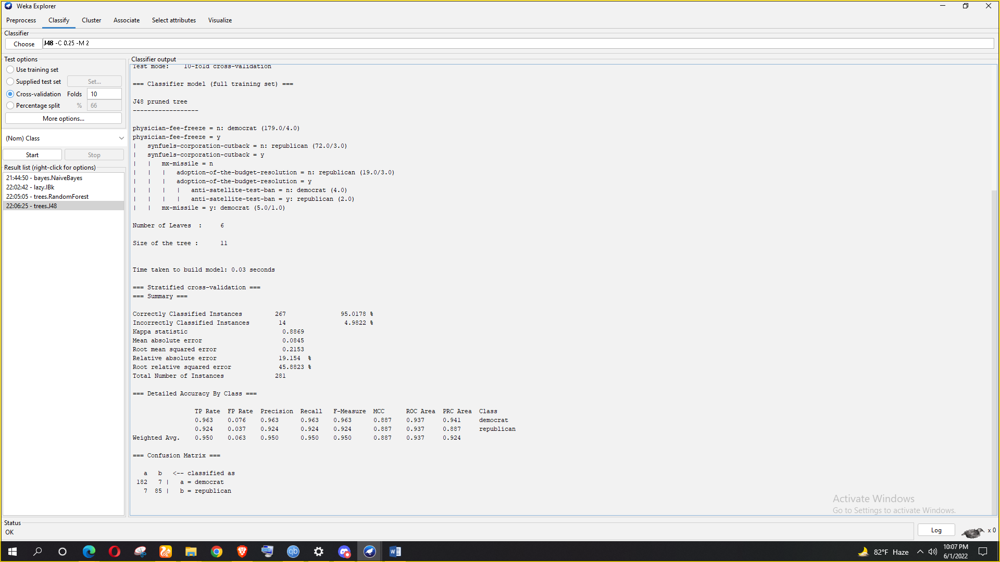 Weka Explorer
Preprocess Classify Cluster Associate Select attributes Visualize
Classifier
Choose J48 -C 0.25 -M 2
Test options
Use training set
Supplied test set Set...
Cross-validation Folds 10
Percentage split % 66
More options...
(Nom) Class
Start Stop
Result list (right-click for options)
21:44:50 - bayes.NaiveBayes
22:02:42 - lazy.IBk
22:05:05 - trees.RandomForest
22:06:25 - trees.J48
Classifier output
Test mode: 10-fold cross-validation
=== Classifier model (full training set) ===
J48 pruned tree
------------------
physician-fee-freeze = n: democrat (179.0/4.0)
physician-fee-freeze = y
| synfuels-corporation-cutback = n: republican (72.0/3.0)
| synfuels-corporation-cutback = y
| | mx-missile = n
| | | adoption-of-the-budget-resolution = n: republican (19.0/3.0)
| | | adoption-of-the-budget-resolution = y
| | | | anti-satellite-test-ban = n: democrat (4.0)
| | | | anti-satellite-test-ban = y: republican (2.0)
| | mx-missile = y: democrat (5.0/1.0)
Number of Leaves : 6
Size of the tree : 11
Time taken to build model: 0.03 seconds
=== Stratified cross-validation ===
=== Summary ===
Correctly Classified Instances 267 95.0178 %
Incorrectly Classified Instances 14 4.9822 %
Kappa statistic 0.8869
Mean absolute error 0.0845
Root mean squared error 0.2153
Relative absolute error 19.154 %
Root relative squared error 45.8823 %
Total Number of Instances 281
=== Detailed Accuracy By Class ===
TP Rate FP Rate Precision Recall F-Measure MCC ROC Area PRC Area Class
0.963 0.076 0.963 0.963 0.963 0.887 0.937 0.941 democrat
0.924 0.037 0.924 0.924 0.924 0.887 0.937 0.887 republican
Weighted Avg. 0.950 0.063 0.950 0.950 0.950 0.887 0.937 0.924
=== Confusion Matrix ===
a b <-- classified as
182 7 | a = democrat
7 85 | b = republican
Activate Windows
Go to Settings to activate Windows.
Status
OK
Log
x 0
qb
W
82°F Haze
10:07 PM
6/1/2022